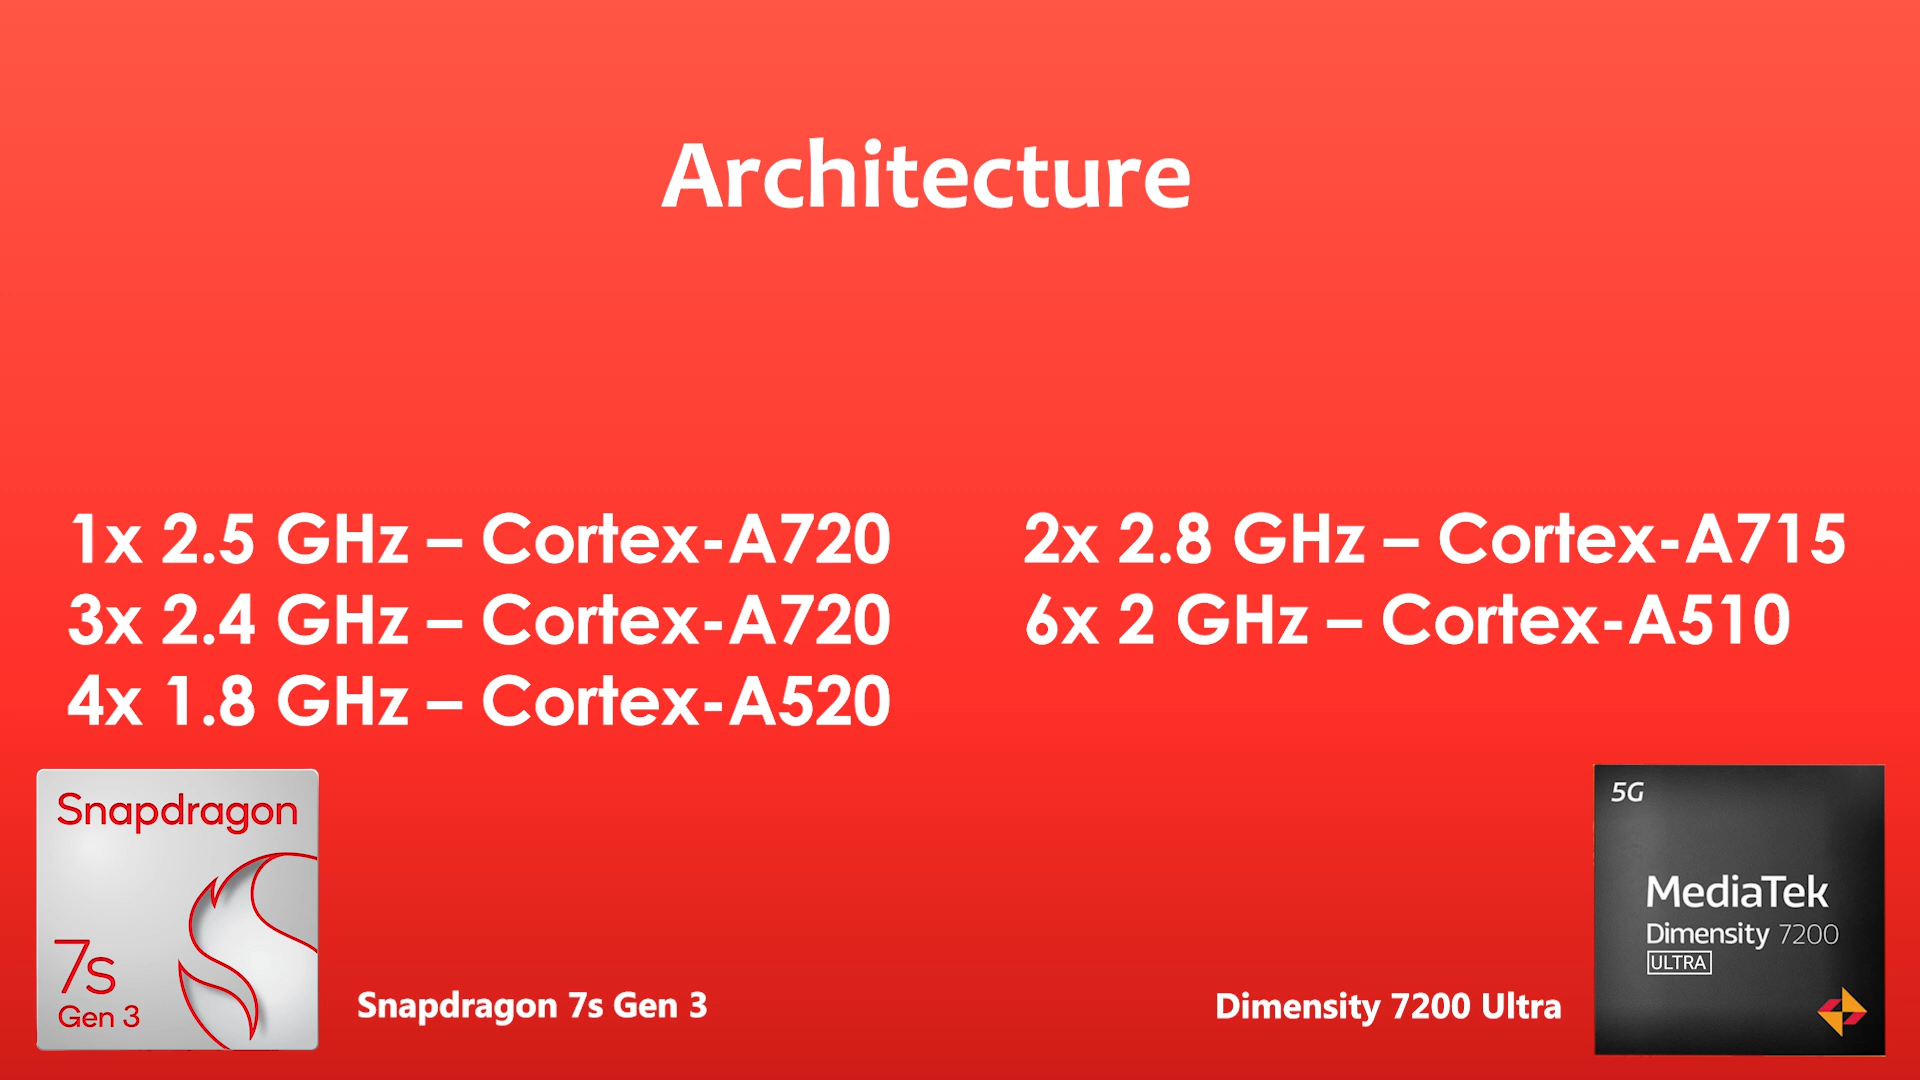 Architecture
1x 2.5 GHz – Cortex-A720
3x 2.4 GHz – Cortex-A720
4x 1.8 GHz – Cortex-A520
2x 2.8 GHz – Cortex-A715
6x 2 GHz – Cortex-A510
Snapdragon
7s
Gen 3
Snapdragon 7s Gen 3
Dimensity 7200 Ultra
5G
MediaTek
Dimensity 7200
ULTRA